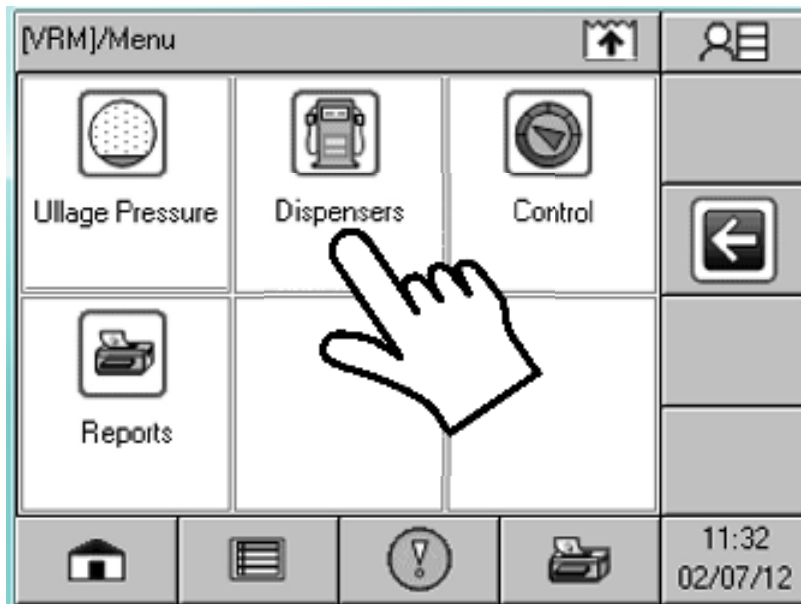 [VRM]/Menu
Ullage Pressure
Dispensers
Control
Reports
11:32
02/07/12